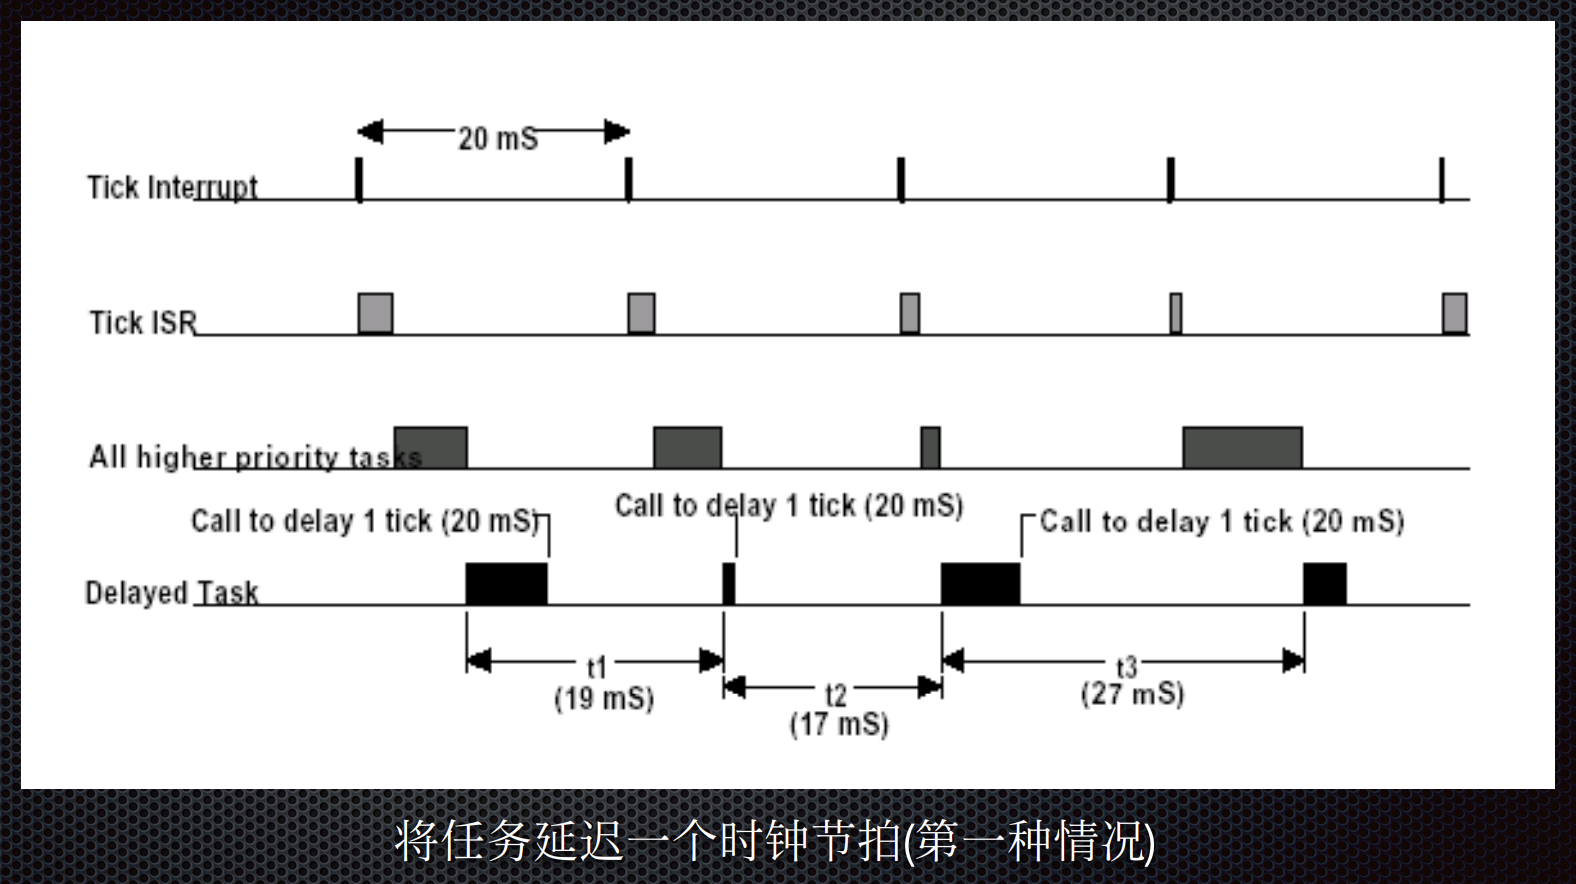 20 mS
Tick Interrupt
Tick ISR
All higher priority tasks
Call to delay 1 tick (20 mS)
Call to delay 1 tick (20 mS)
Call to delay 1 tick (20 mS)
Delayed Task
t1
(19 mS)
t2
(17 mS)
t3
(27 mS)
将任务延迟一个时钟节拍(第一种情况)